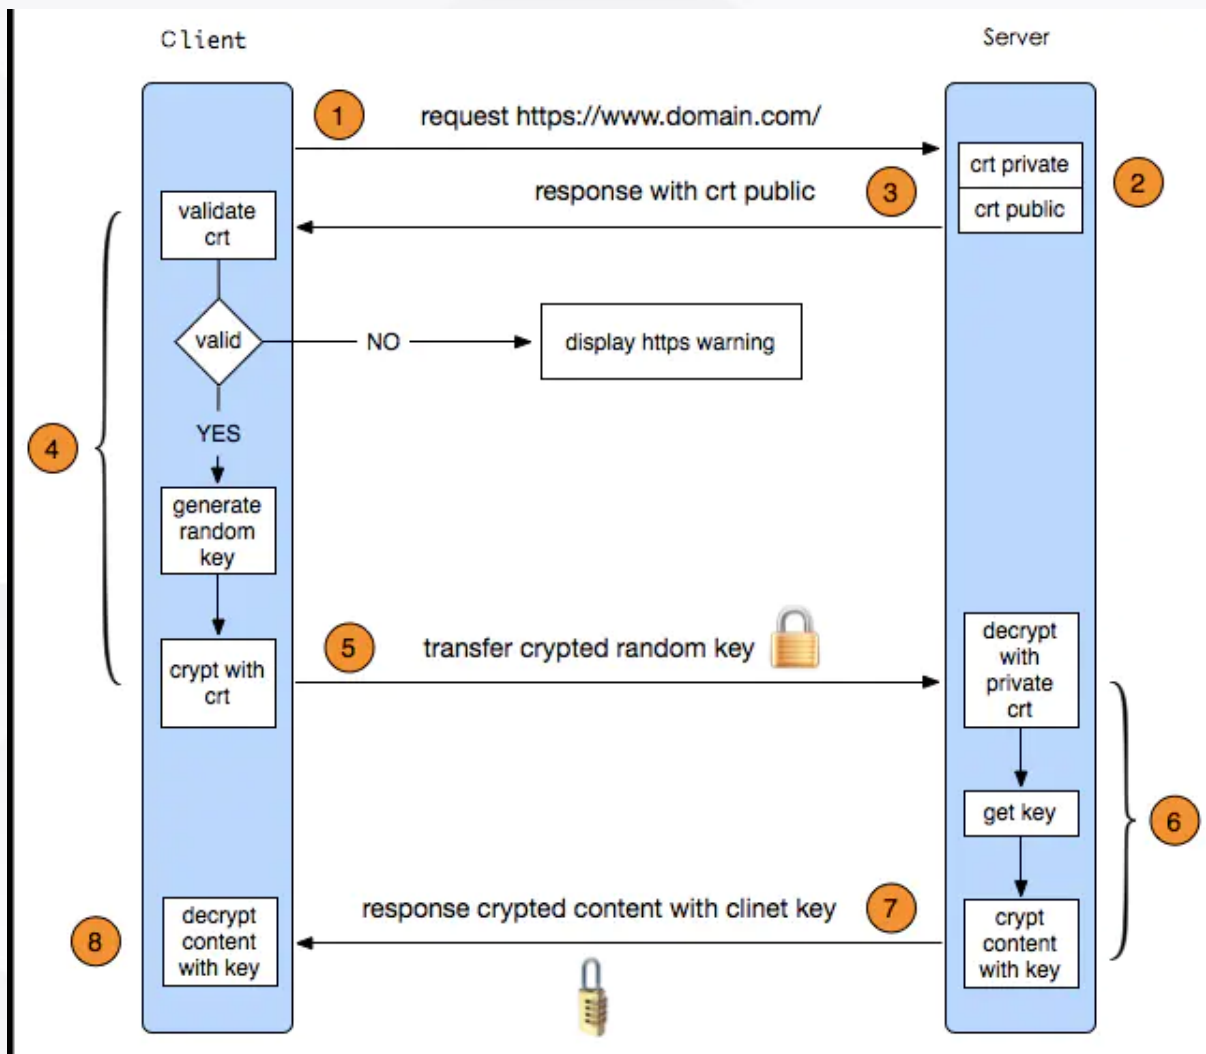 Client
Server
1
request https://www.domain.com/
crt private
2
response with crt public
3
crt public
validate
crt
valid
NO
display https warning
YES
4
generate
random
key
5
transfer crypted random key
crypt with
crt
decrypt
with
private
crt
get key
6
response crypted content with clinet key
7
8
decrypt
content
with key
crypt
content
with key